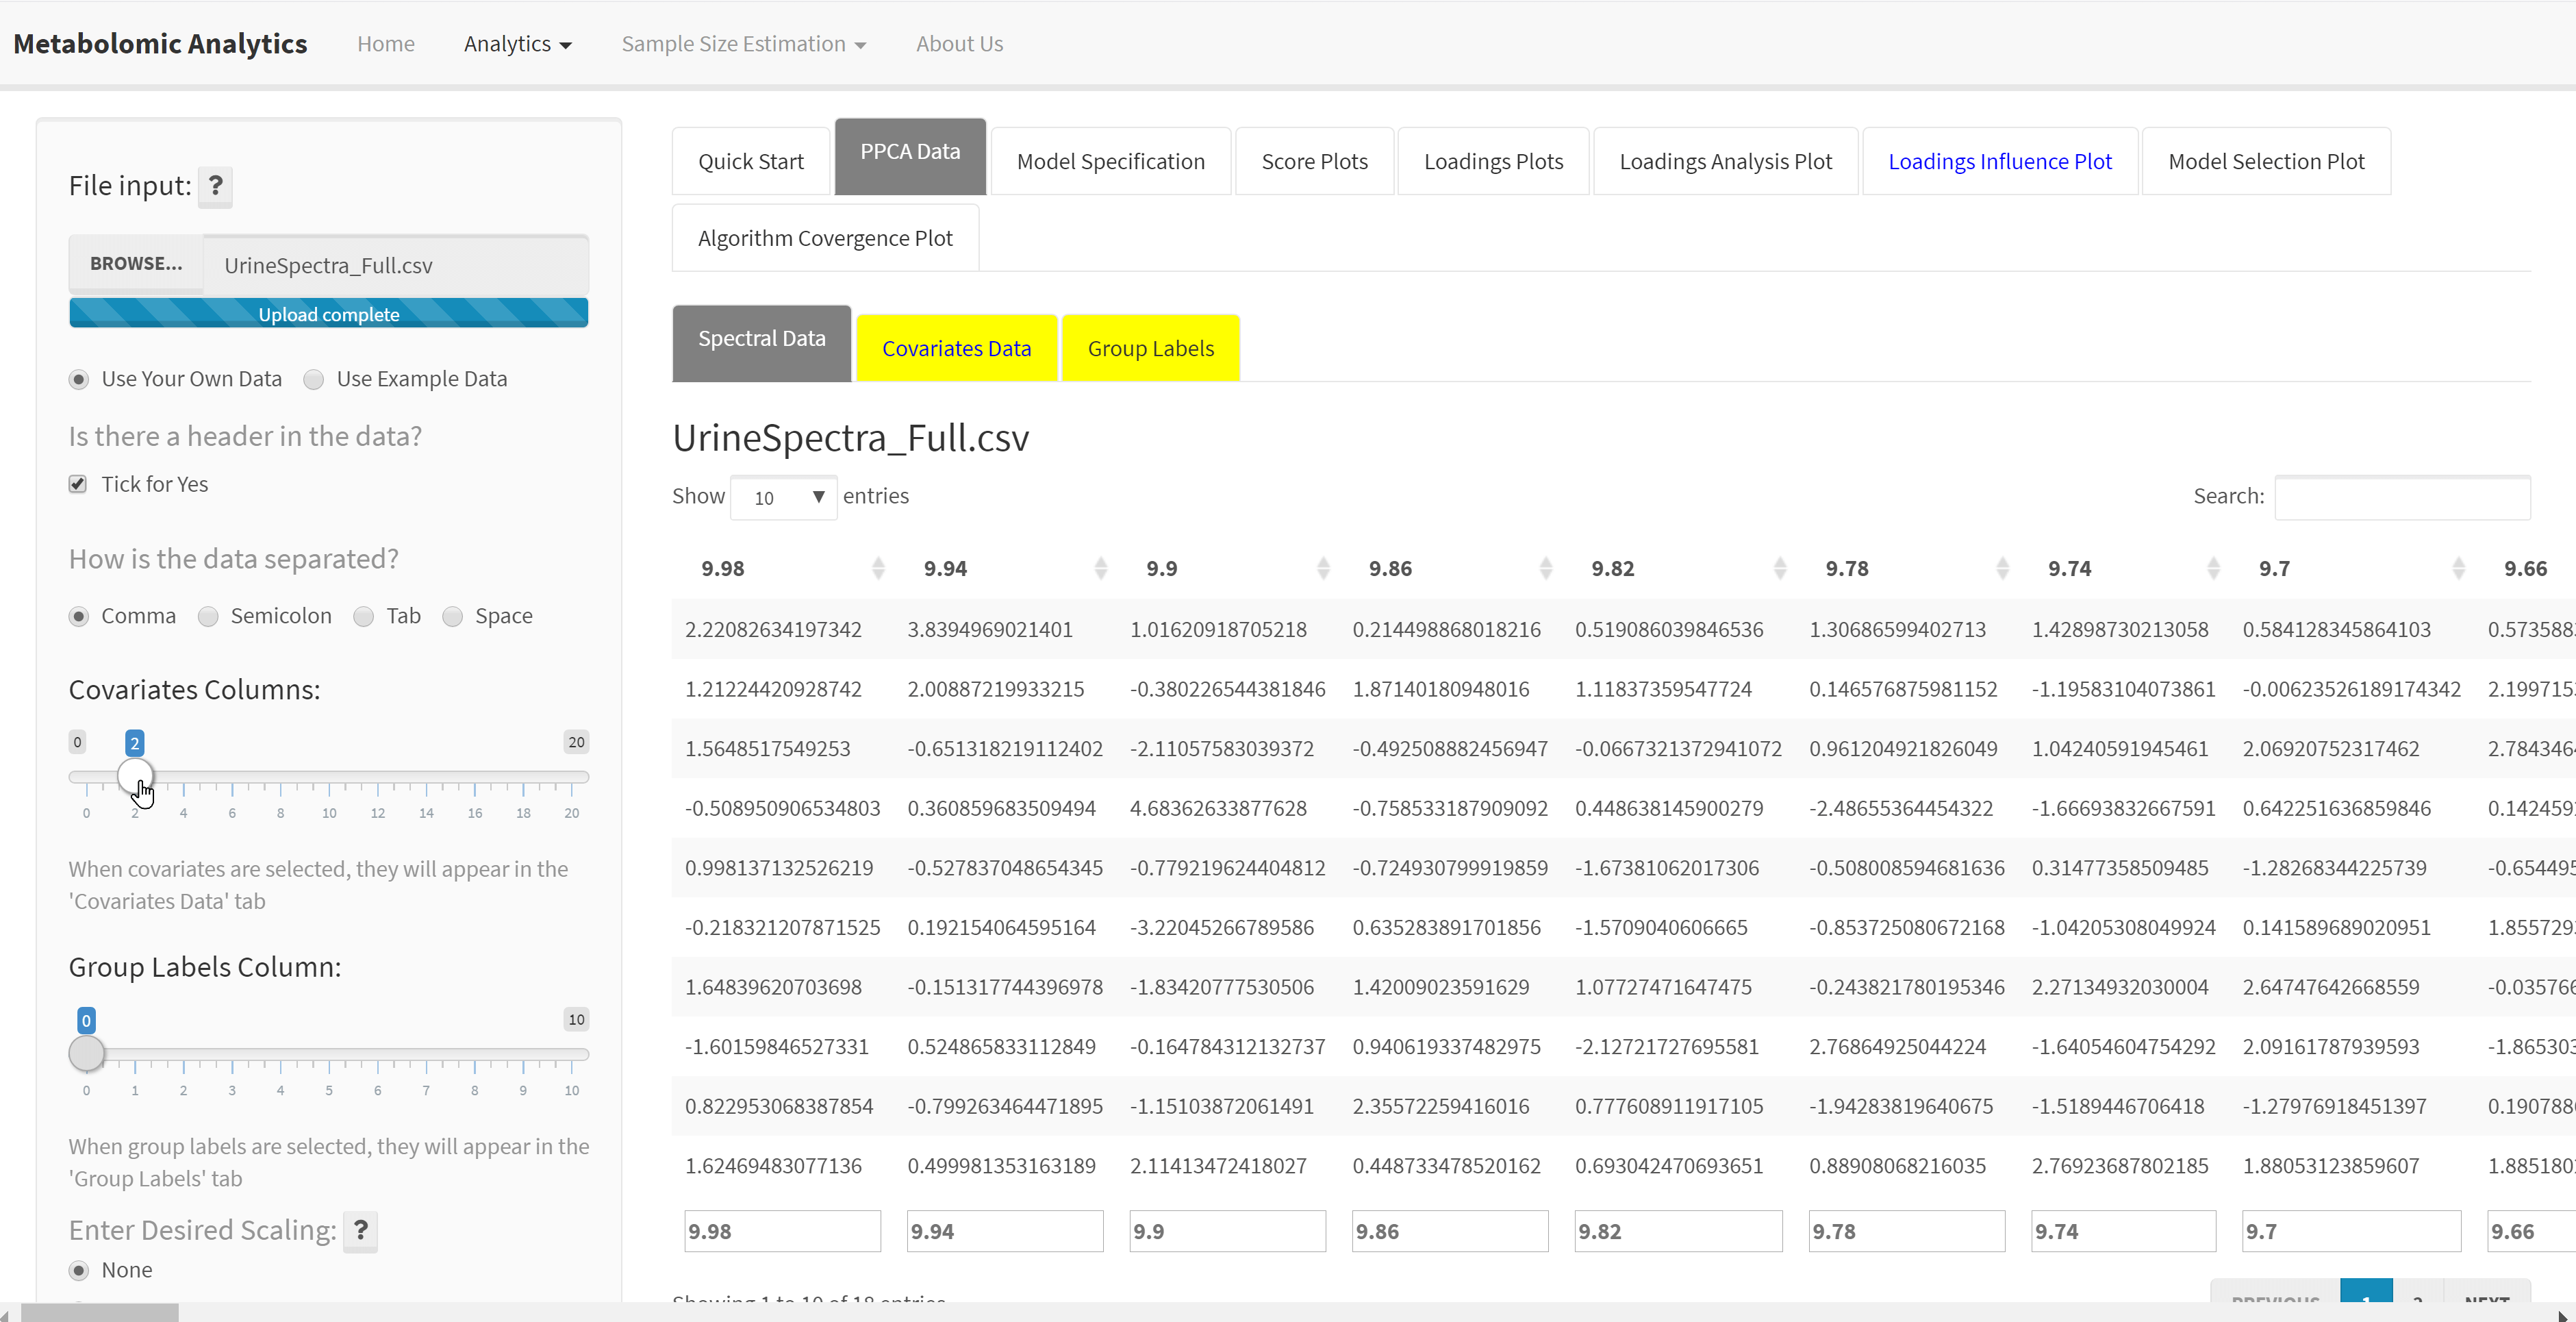 Metabolomic Analytics Home Analytics Sample Size Estimation About Us
File input: ?
BROWSE... UrineSpectra_Full.csv
Upload complete
Use Your Own Data Use Example Data
Is there a header in the data?
Tick for Yes
How is the data separated?
Comma Semicolon Tab Space
Covariates Columns:
0 2 20
0 2 4 6 8 10 12 14 16 18 20
When covariates are selected, they will appear in the
'Covariates Data' tab
Group Labels Column:
0 10
0 1 2 3 4 5 6 7 8 9 10
When group labels are selected, they will appear in the
'Group Labels' tab
Enter Desired Scaling: ?
None
Quick Start PPCA Data Model Specification Score Plots Loadings Plots Loadings Analysis Plot Loadings Influence Plot Model Selection Plot
Algorithm Covergence Plot
Spectral Data Covariates Data Group Labels
UrineSpectra_Full.csv
Show 10 entries Search:
9.98 9.94 9.9 9.86 9.82 9.78 9.74 9.7 9.66
2.22082634197342 3.8394969021401 1.01620918705218 0.214498868018216 0.519086039846536 1.30686599402713 1.42898730213058 0.584128345864103 0.573588
1.21224420928742 2.00887219933215 -0.380226544381846 1.87140180948016 1.11837359547724 0.146576875981152 -1.19583104073861 -0.00623526189174342 2.199715
1.5648517549253 -0.651318219112402 -2.11057583039372 -0.492508882456947 -0.0667321372941072 0.961204921826049 1.04240591945461 2.06920752317462 2.784346
-0.508950906534803 0.360859683509494 4.68362633877628 -0.758533187909092 0.448638145900279 -2.48655364454322 -1.66693832667591 0.642251636859846 0.142459
0.998137132526219 -0.527837048654345 -0.779219624404812 -0.724930799919859 -1.67381062017306 -0.508008594681636 0.31477358509485 -1.28268344225739 -0.654495
-0.218321207871525 0.192154064595164 -3.22045266789586 0.635283891701856 -1.5709040606665 -0.853725080672168 -1.04205308049924 0.141589689020951 1.855729
1.64839620703698 -0.151317744396978 -1.83420777530506 1.42009023591629 1.07727471647475 -0.243821780195346 2.27134932030004 2.64747642668559 -0.035766
-1.60159846527331 0.524865833112849 -0.164784312132737 0.940619337482975 -2.12721727695581 2.76864925044224 -1.64054604754292 2.09161787939593 -1.865303
0.822953068387854 -0.799263464471895 -1.15103872061491 2.35572259416016 0.777608911917105 -1.94283819640675 -1.5189446706418 -1.27976918451397 0.190788
1.62469483077136 0.499981353163189 2.11413472418027 0.448733478520162 0.693042470693651 0.88908068216035 2.76923687802185 1.88053123859607 1.885180
9.98 9.94 9.9 9.86 9.82 9.78 9.74 9.7 9.66
Showing 1 to 10 of 18 entries PREVIOUS 1 2 NEXT